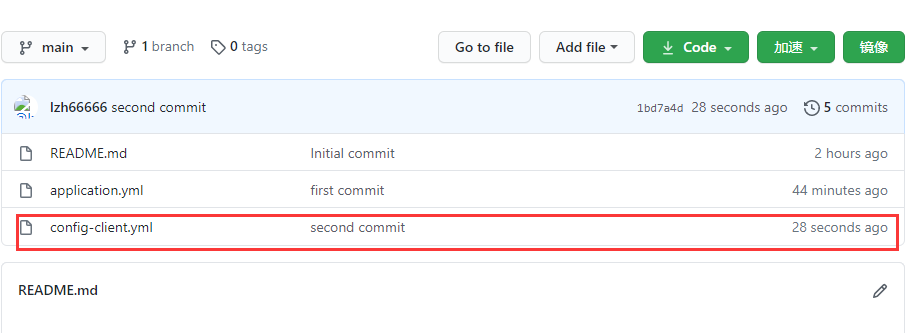 main 1 branch 0 tags Go to file Add file Code 加速 镜像
lzh66666 second commit 1bd7a4d 28 seconds ago 5 commits
README.md Initial commit 2 hours ago
application.yml first commit 44 minutes ago
config-client.yml second commit 28 seconds ago
README.md